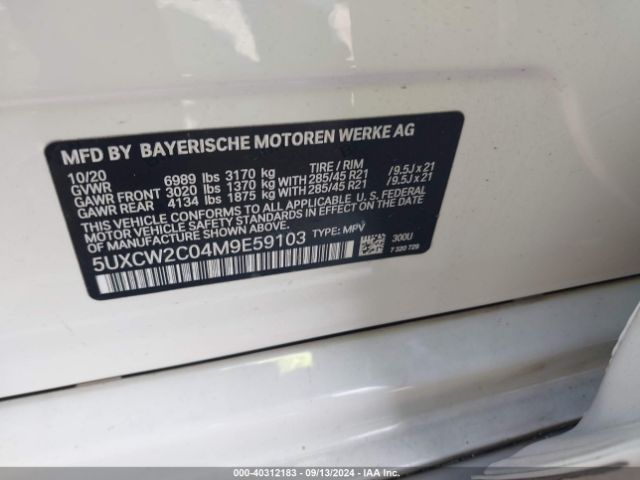 MFD BY BAYERISCHE MOTOREN WERKE AG
10/20 TIRE / RIM
GVWR 6989 lbs 3170 kg
GAWR FRONT 3020 lbs 1370 kg WITH 285/45 R21 / 9.5J x 21
GAWR REAR 4134 lbs 1875 kg WITH 285/45 R21 / 9.5J x 21
THIS VEHICLE CONFORMS TO ALL APPLICABLE U.S. FEDERAL
MOTOR VEHICLE SAFETY STANDARDS IN EFFECT ON THE
DATE OF MANUFACTURE SHOWN ABOVE.
5UXCW2C04M9E59103 TYPE: MPV
300U
7 320 729
000-40312183 / 09/13/2024 / IAA Inc.